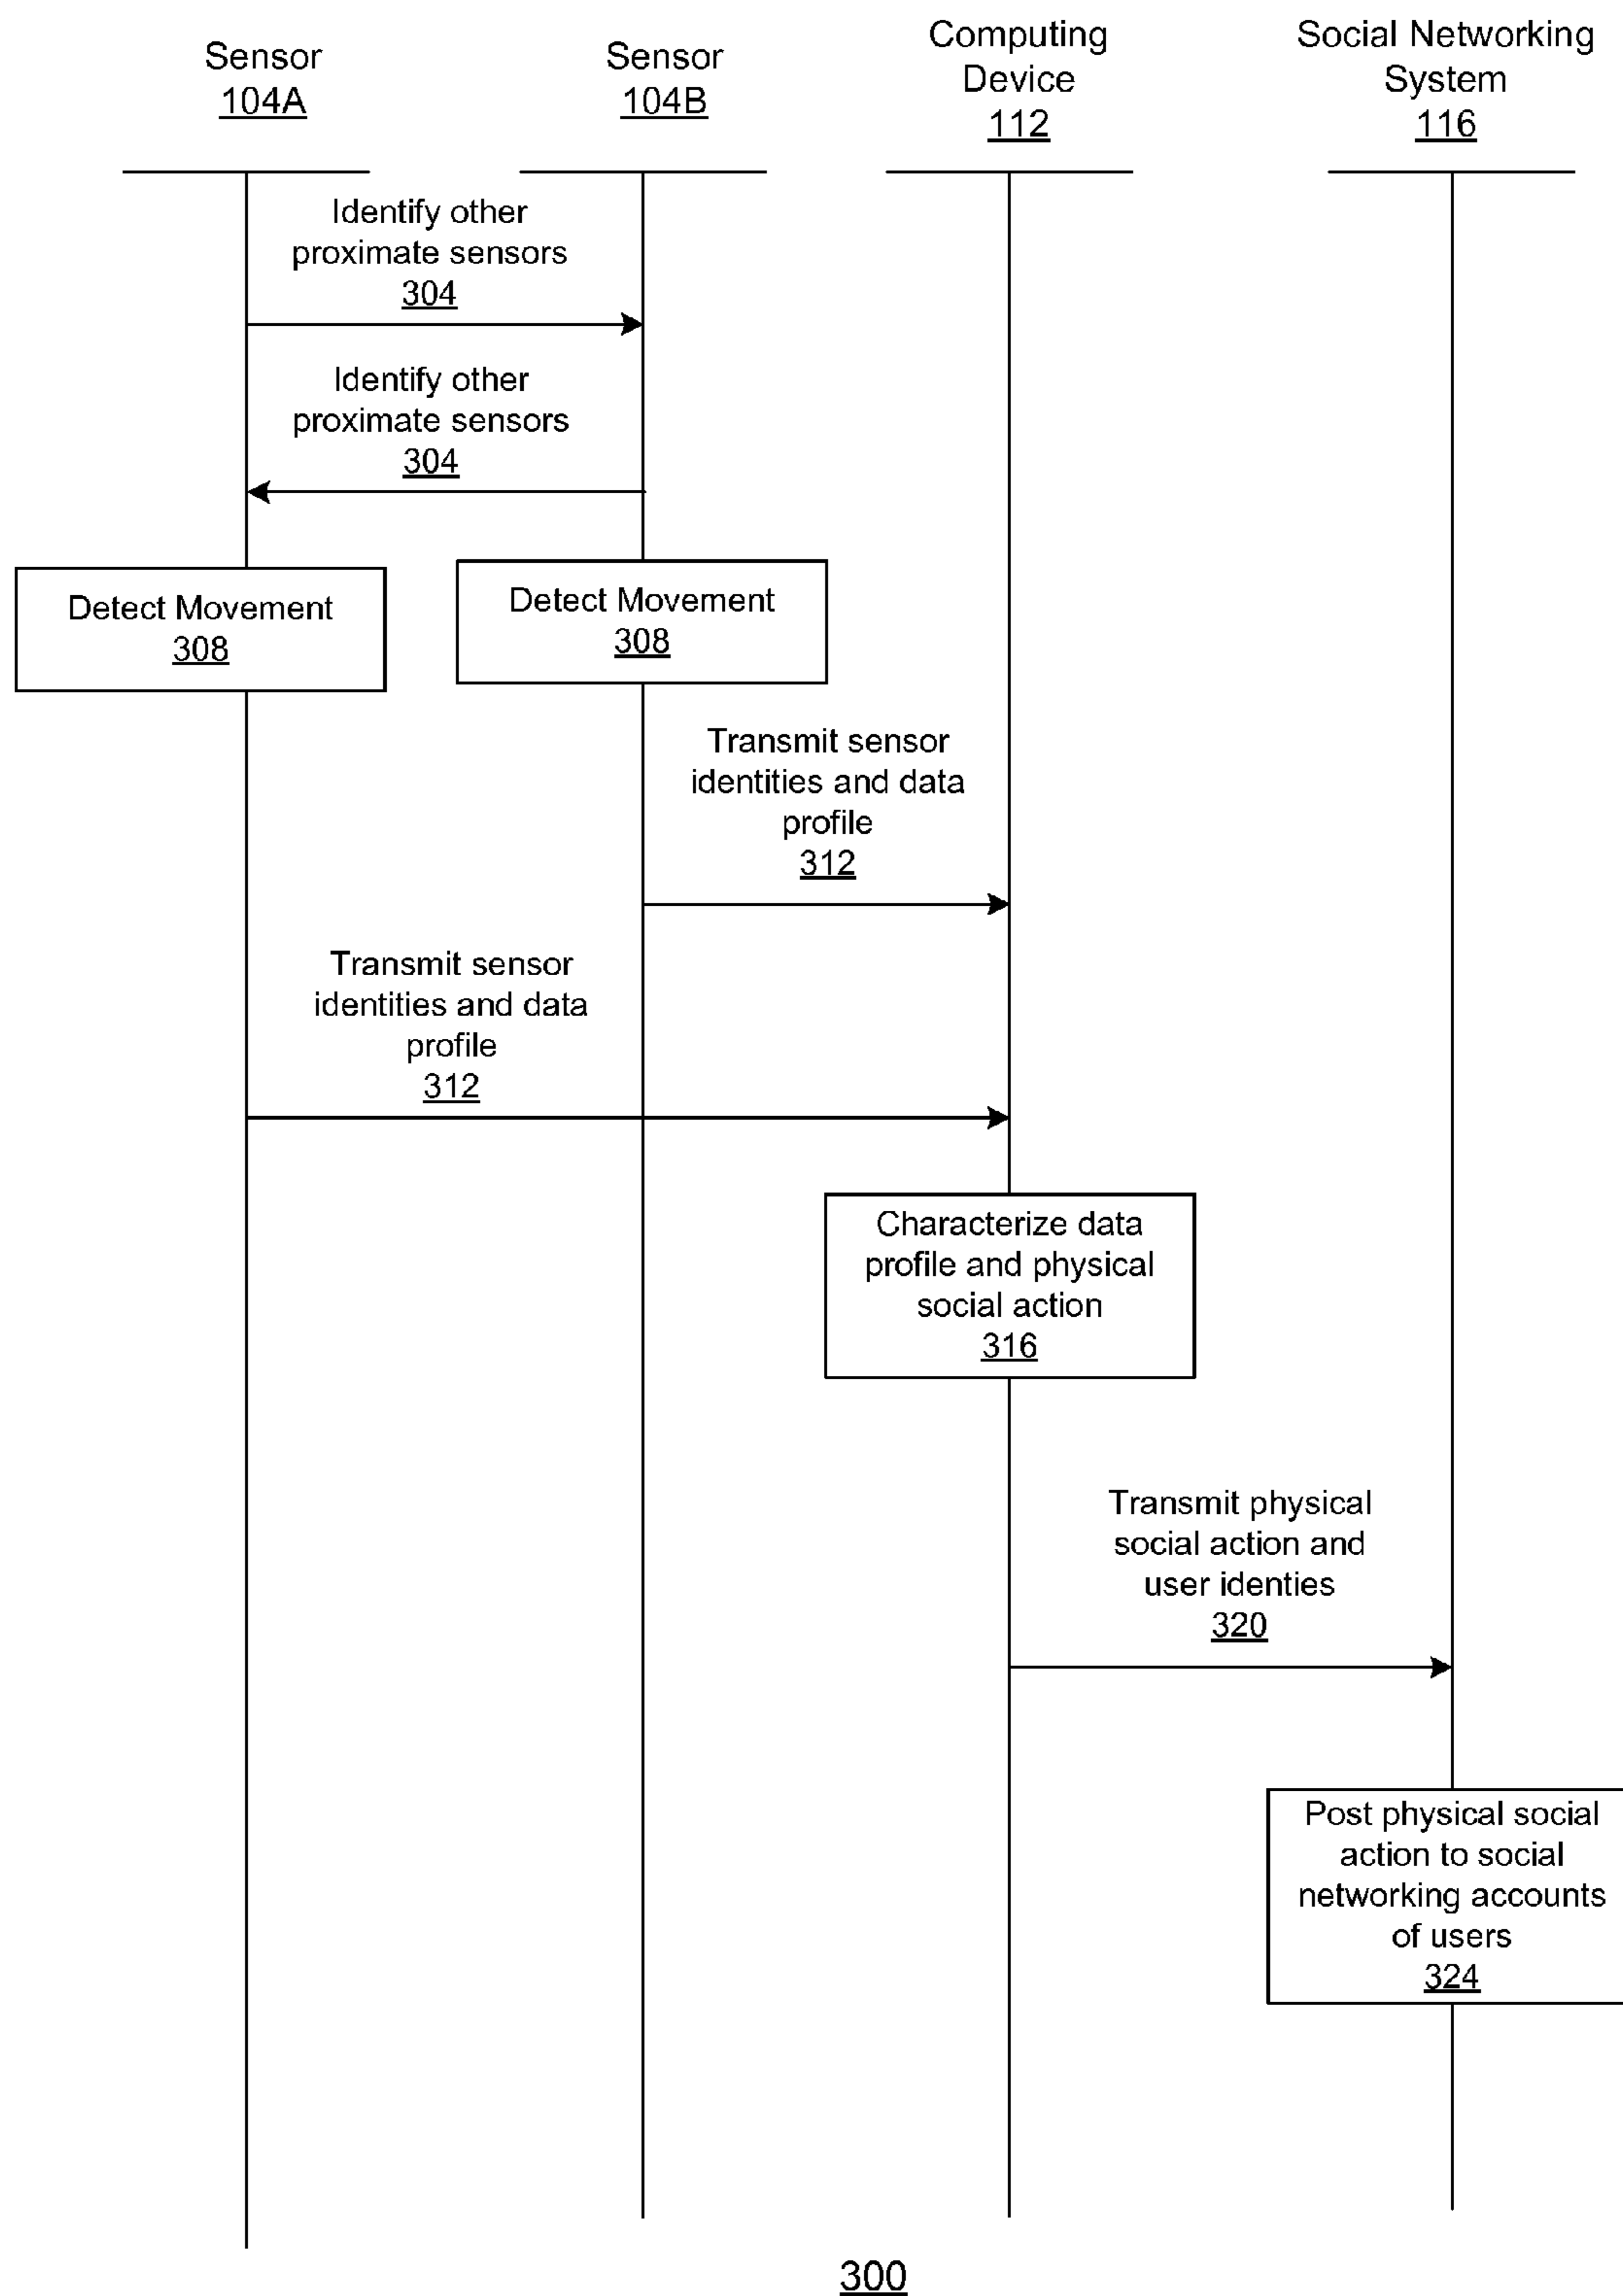 Sensor
104A
Sensor
104B
Computing
Device
112
Social Networking
System
116
Identify other
proximate sensors
304
Identify other
proximate sensors
304
Detect Movement
308
Detect Movement
308
Transmit sensor
identities and data
profile
312
Transmit sensor
identities and data
profile
312
Characterize data
profile and physical
social action
316
Transmit physical
social action and
user identies
320
Post physical social
action to social
networking accounts
of users
324
300